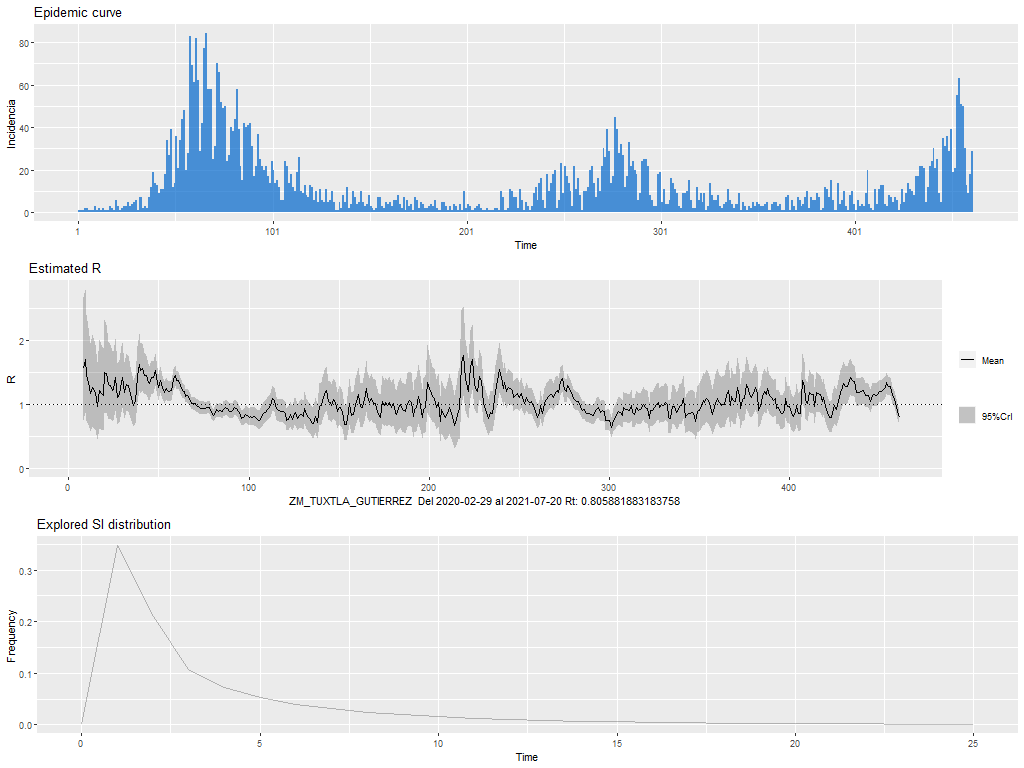 Epidemic curve
Incidencia
80
60
40
20
0
1
101
201
301
401
Time
Estimated R
R
2
1
0
0
100
200
300
400
Mean
95%CrI
ZM_TUXTLA_GUTIERREZ Del 2020-02-29 al 2021-07-20 Rt: 0.805881883183758
Explored SI distribution
Frequency
0.3
0.2
0.1
0.0
0
5
10
15
20
25
Time